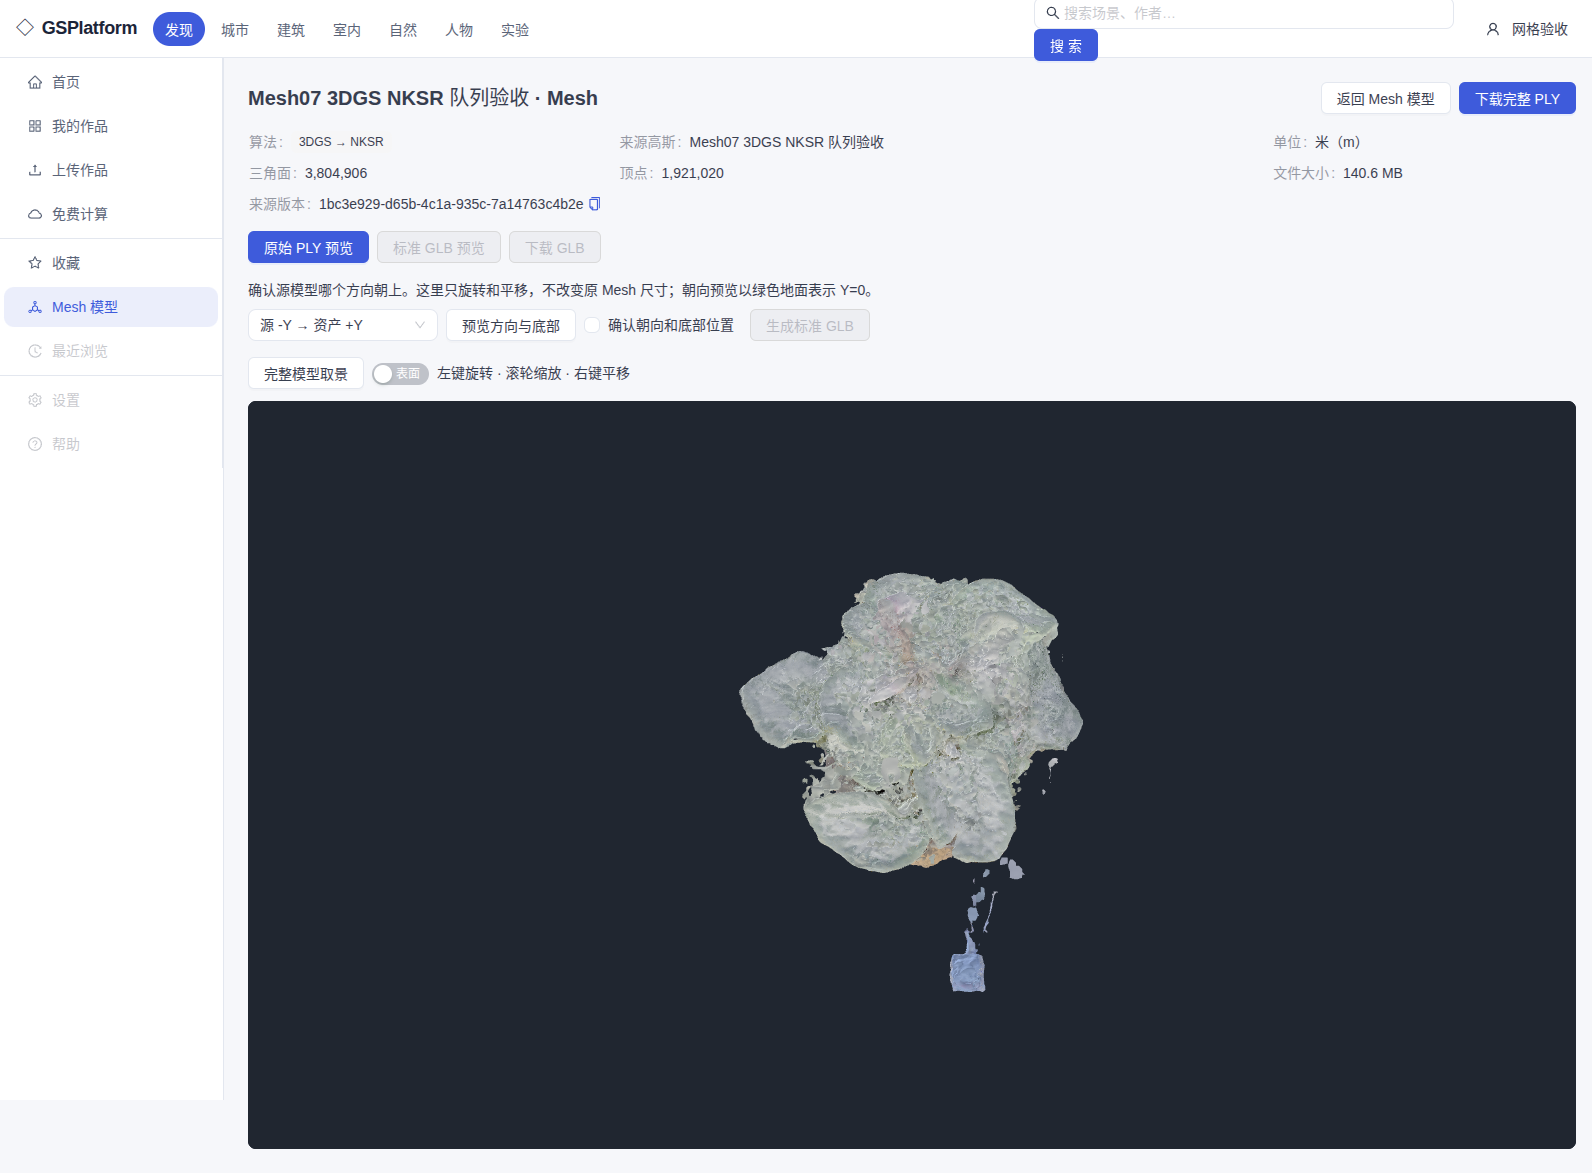 GSPlatform 发现 城市 建筑 室内 自然 人物 实验
搜索场景、作者…
搜 索
网格验收
首页
我的作品
上传作品
免费计算
收藏
Mesh 模型
最近浏览
设置
帮助
Mesh07 3DGS NKSR 队列验收 · Mesh
返回 Mesh 模型 下载完整 PLY
算法： 3DGS → NKSR 来源高斯：Mesh07 3DGS NKSR 队列验收 单位：米（m）
三角面：3,804,906 顶点：1,921,020 文件大小：140.6 MB
来源版本：1bc3e929-d65b-4c1a-935c-7a14763c4b2e
原始 PLY 预览 标准 GLB 预览 下载 GLB
确认源模型哪个方向朝上。这里只旋转和平移，不改变原 Mesh 尺寸；朝向预览以绿色地面表示 Y=0。
源 -Y → 资产 +Y 预览方向与底部 确认朝向和底部位置 生成标准 GLB
完整模型取景 表面 左键旋转 · 滚轮缩放 · 右键平移